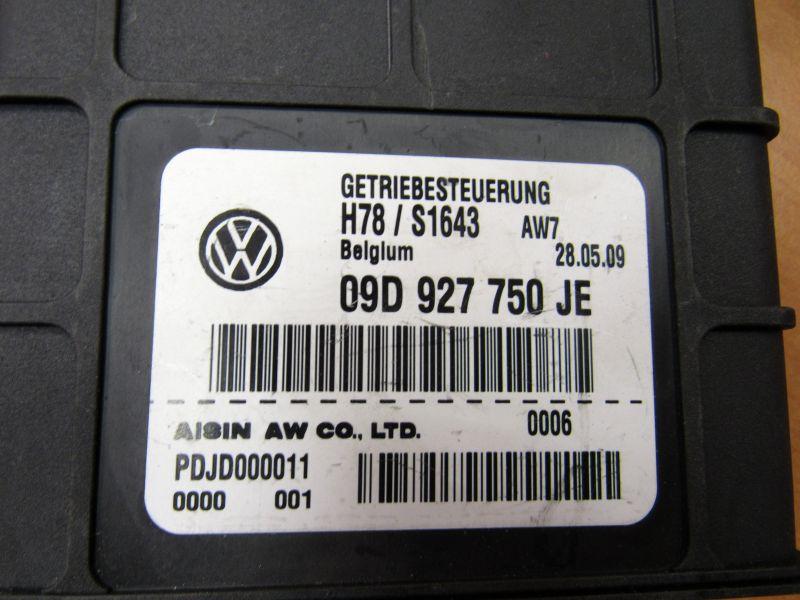 GETRIEBESTEUERUNG
H78 / S1643 AW7
Belgium 28.05.09
09D 927 750 JE
AISIN AW CO., LTD. 0006
PDJD000011
0000 001